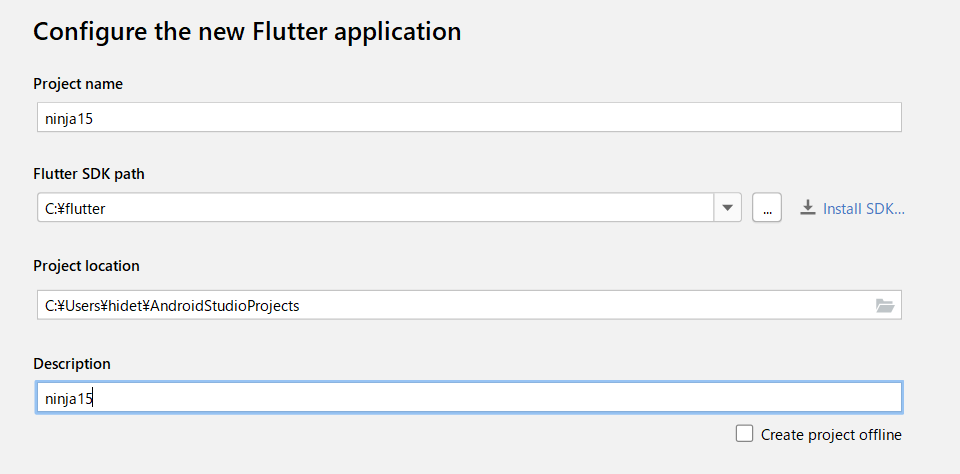 Configure the new Flutter application
Project name
ninja15
Flutter SDK path
C:¥flutter
...
Install SDK...
Project location
C:¥Users¥hidet¥AndroidStudioProjects
Description
ninja15
Create project offline